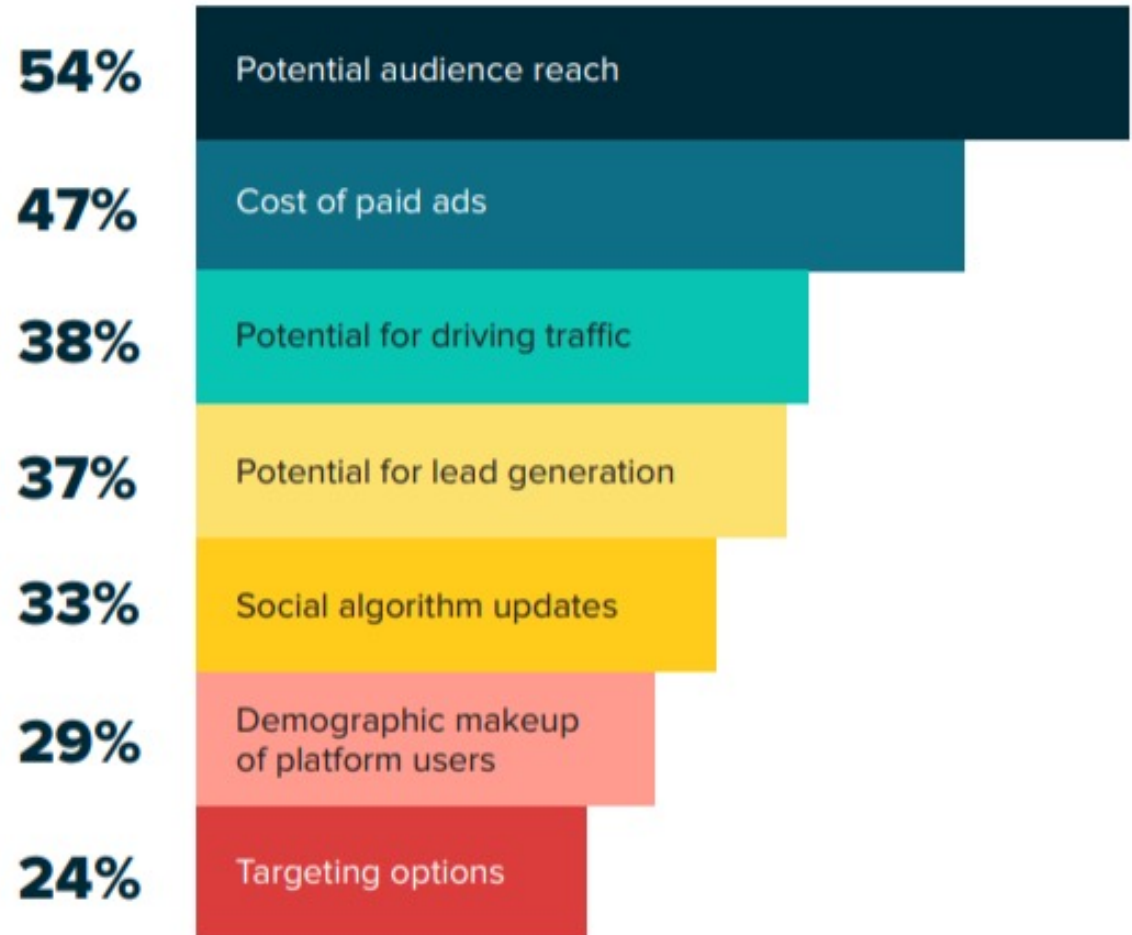 54% Potential audience reach
47% Cost of paid ads
38% Potential for driving traffic
37% Potential for lead generation
33% Social algorithm updates
29% Demographic makeup
of platform users
24% Targeting options